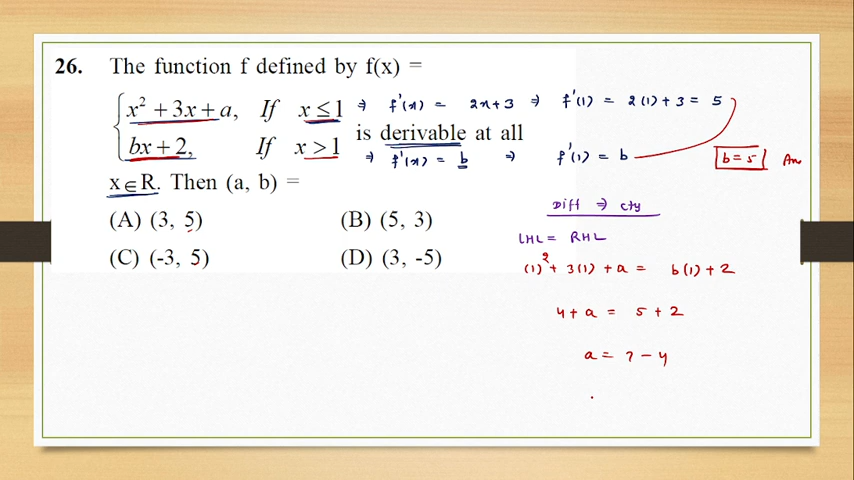 26. The function f defined by f(x) =
x² + 3x + a, If x ≤ 1 ⇒ f'(x) = 2x+3 ⇒ f'(1) = 2(1)+3 = 5
is derivable at all
bx + 2, If x > 1 ⇒ f'(x) = b ⇒ f'(1) = b b = 5 Ans
x ∈ R. Then (a, b) =
(A) (3, 5) (B) (5, 3)
(C) (-3, 5) (D) (3, -5)
Diff ⇒ cty
LHL = RHL
(1)² + 3(1) + a = b(1) + 2
4 + a = 5 + 2
a = 7 - 4